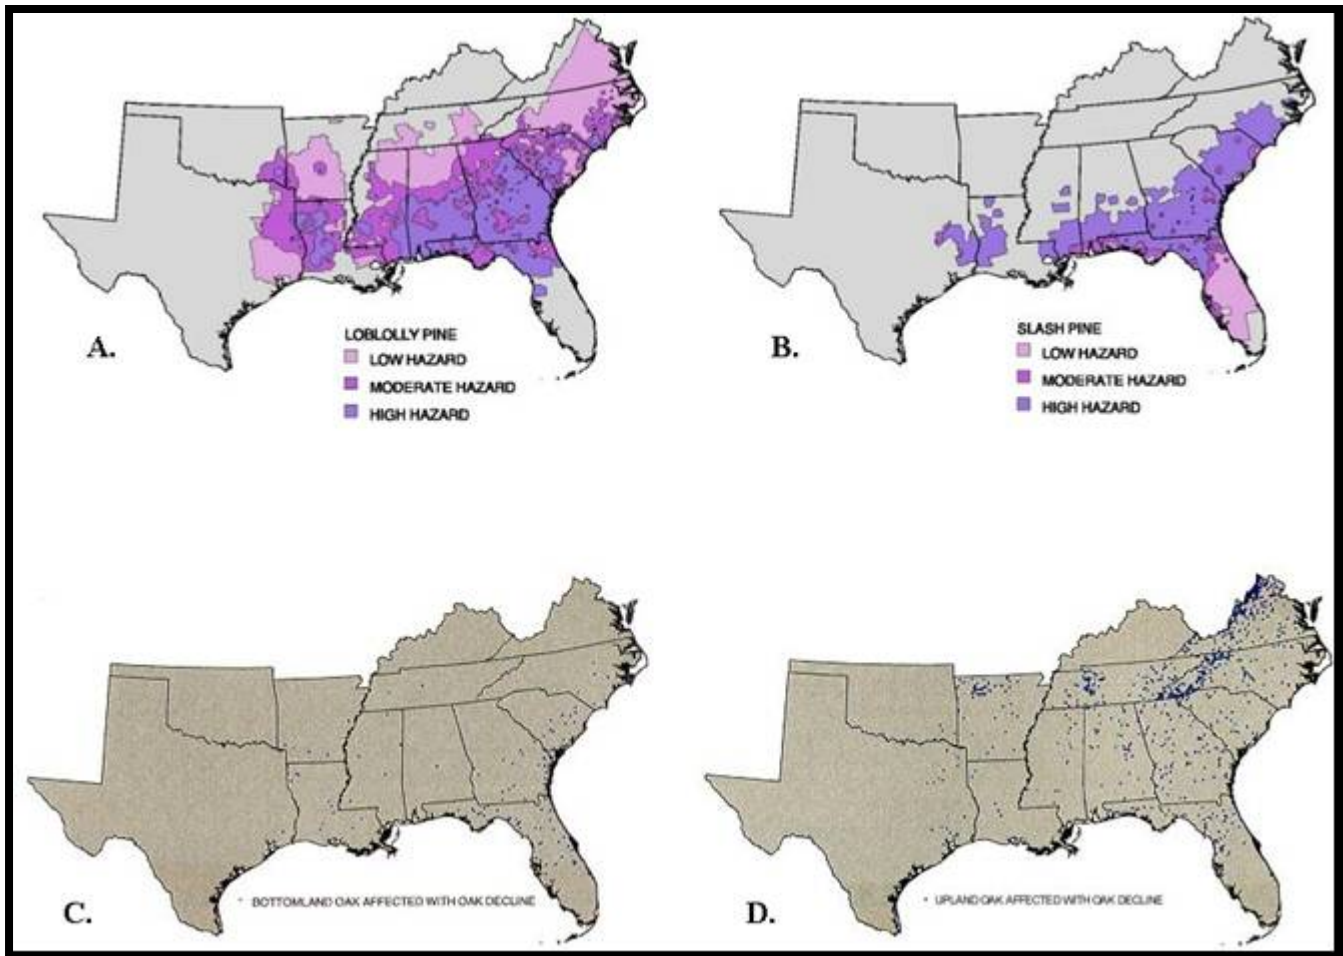 A.
LOBLOLLY PINE
LOW HAZARD
MODERATE HAZARD
HIGH HAZARD
B.
SLASH PINE
LOW HAZARD
MODERATE HAZARD
HIGH HAZARD
C.
BOTTOMLAND OAK AFFECTED WITH OAK DECLINE
D.
UPLAND OAK AFFECTED WITH OAK DECLINE